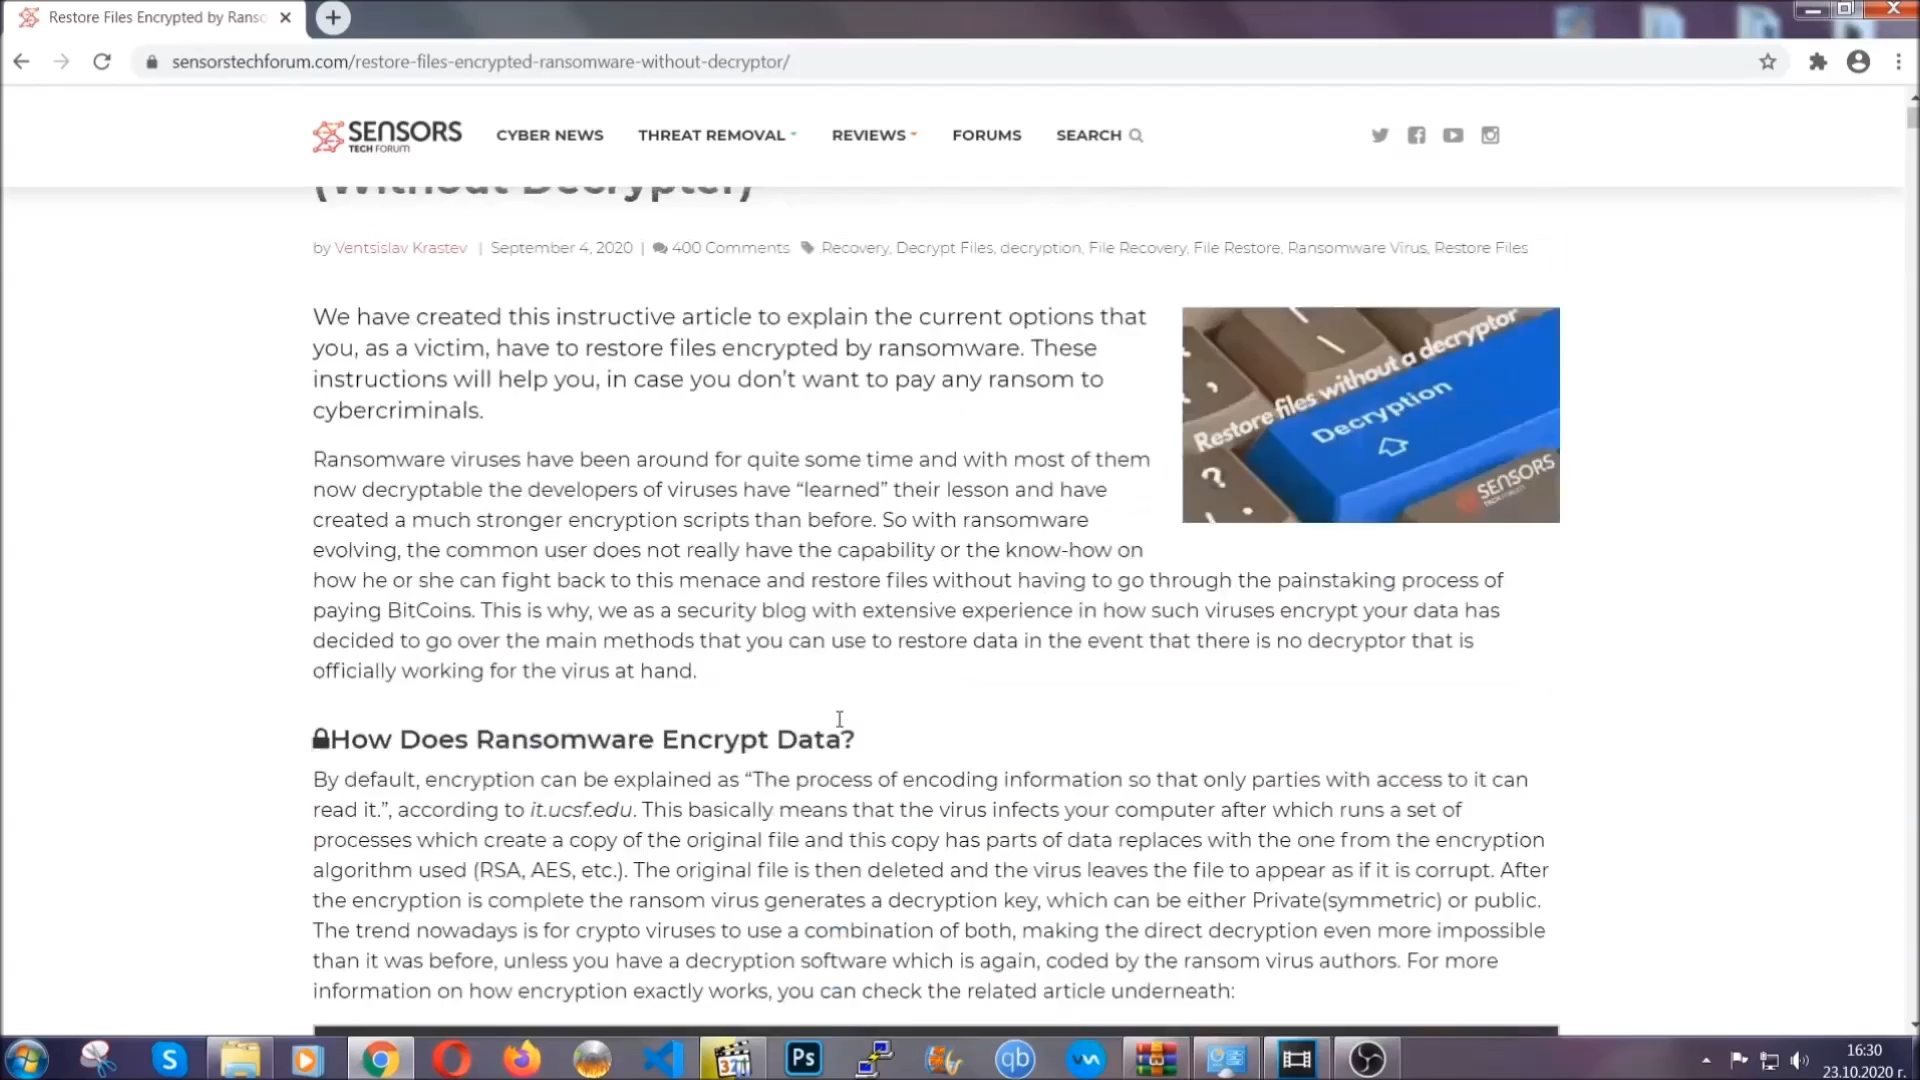 Restore Files Encrypted by Ranso
sensorstechforum.com/restore-files-encrypted-ransomware-without-decryptor/
SENSORS
TECH FORUM
CYBER NEWS
THREAT REMOVAL
REVIEWS
FORUMS
SEARCH
(Without Decrypter)
by Ventsislav Krastev | September 4, 2020 | 400 Comments Recovery, Decrypt Files, decryption, File Recovery, File Restore, Ransomware Virus, Restore Files
We have created this instructive article to explain the current options that
you, as a victim, have to restore files encrypted by ransomware. These
instructions will help you, in case you don’t want to pay any ransom to
cybercriminals.
Restore files without a decryptor
Decryption
SENSORS
Ransomware viruses have been around for quite some time and with most of them
now decryptable the developers of viruses have “learned” their lesson and have
created a much stronger encryption scripts than before. So with ransomware
evolving, the common user does not really have the capability or the know-how on
how he or she can fight back to this menace and restore files without having to go through the painstaking process of
paying BitCoins. This is why, we as a security blog with extensive experience in how such viruses encrypt your data has
decided to go over the main methods that you can use to restore data in the event that there is no decryptor that is
officially working for the virus at hand.
How Does Ransomware Encrypt Data?
By default, encryption can be explained as “The process of encoding information so that only parties with access to it can
read it.”, according to it.ucsf.edu. This basically means that the virus infects your computer after which runs a set of
processes which create a copy of the original file and this copy has parts of data replaces with the one from the encryption
algorithm used (RSA, AES, etc.). The original file is then deleted and the virus leaves the file to appear as if it is corrupt. After
the encryption is complete the ransom virus generates a decryption key, which can be either Private(symmetric) or public.
The trend nowadays is for crypto viruses to use a combination of both, making the direct decryption even more impossible
than it was before, unless you have a decryption software which is again, coded by the ransom virus authors. For more
information on how encryption exactly works, you can check the related article underneath:
321
Ps
qb
16:30
23.10.2020 г.